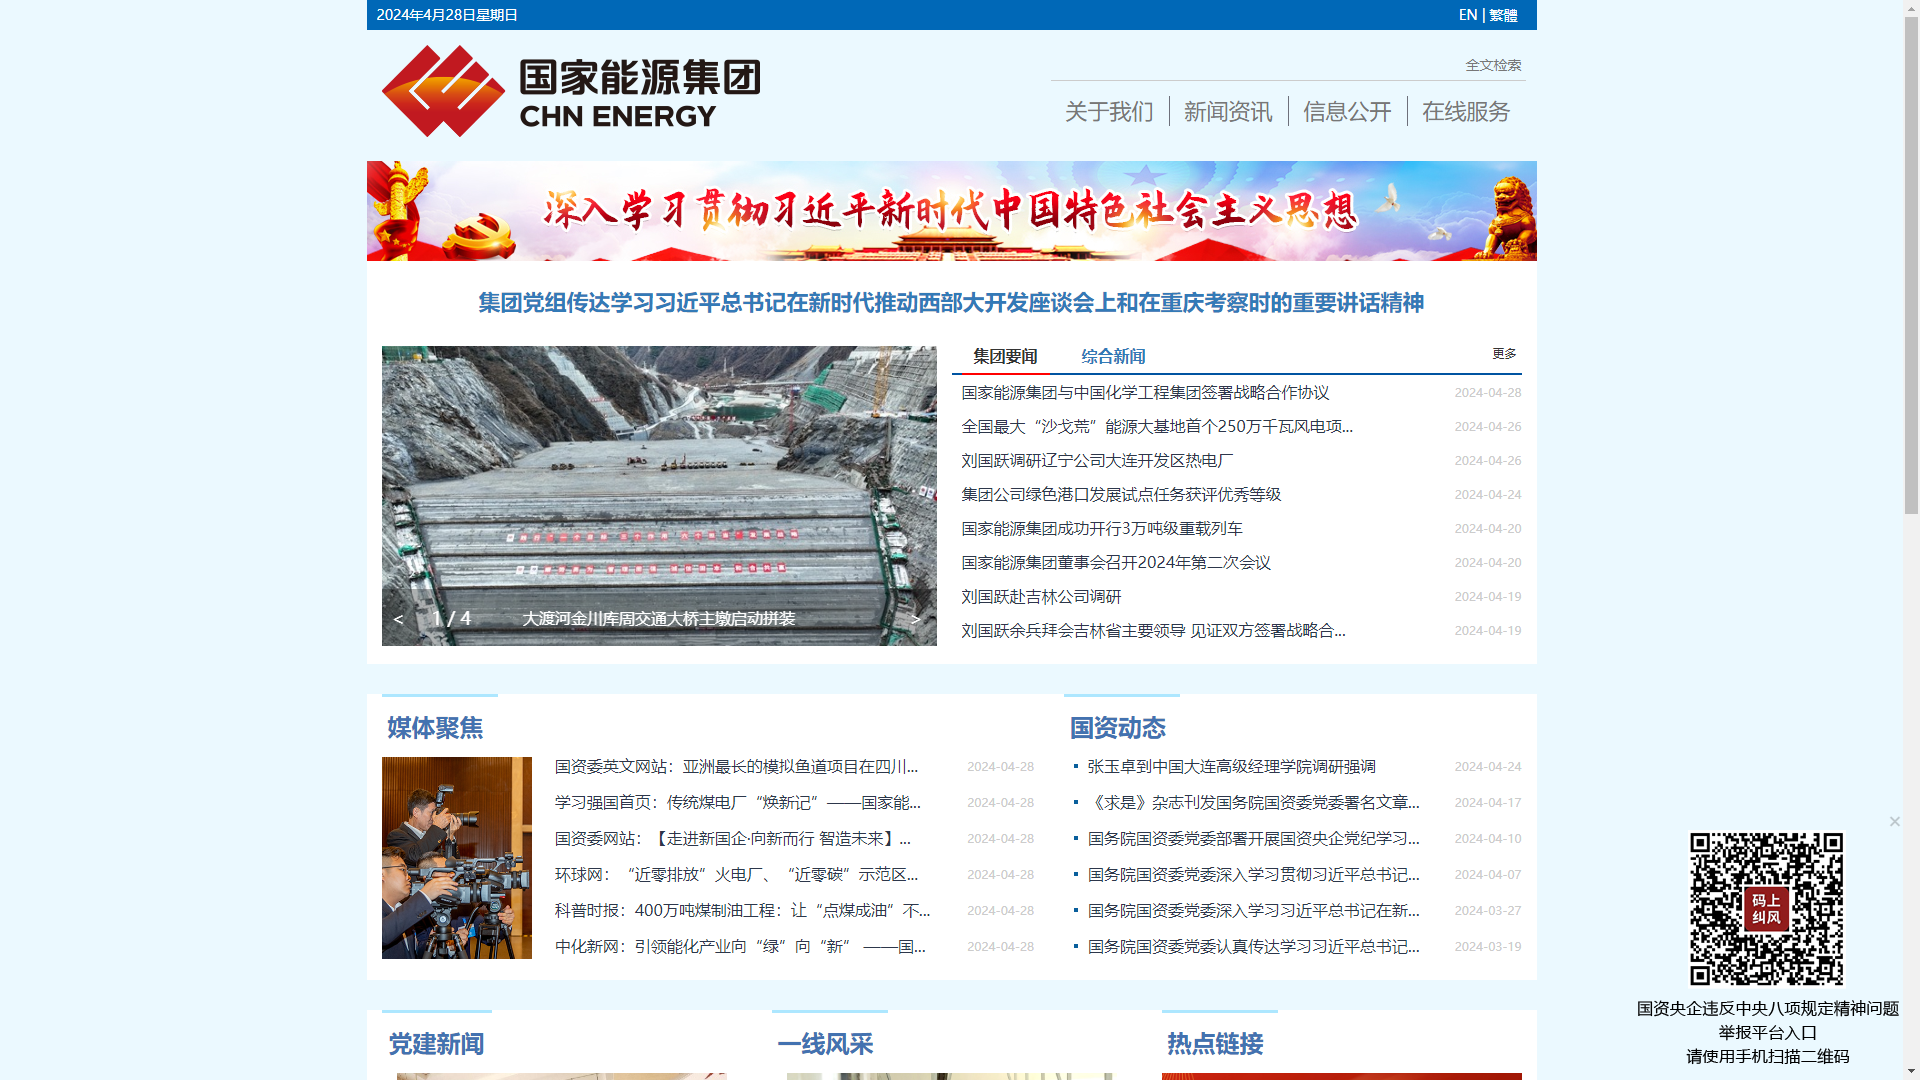 2024年4月28日星期日
EN | 繁體
国家能源集团
CHN ENERGY
全文检索
关于我们
新闻资讯
信息公开
在线服务
深入学习贯彻习近平新时代中国特色社会主义思想
集团党组传达学习习近平总书记在新时代推动西部大开发座谈会上和在重庆考察时的重要讲话精神
< 1 / 4 大渡河金川库周交通大桥主墩启动拼装 >
集团要闻 综合新闻 更多
国家能源集团与中国化学工程集团签署战略合作协议 2024-04-28
全国最大“沙戈荒”能源大基地首个250万千瓦风电项... 2024-04-26
刘国跃调研辽宁公司大连开发区热电厂 2024-04-26
集团公司绿色港口发展试点任务获评优秀等级 2024-04-24
国家能源集团成功开行3万吨级重载列车 2024-04-20
国家能源集团董事会召开2024年第二次会议 2024-04-20
刘国跃赴吉林公司调研 2024-04-19
刘国跃余兵拜会吉林省主要领导 见证双方签署战略合... 2024-04-19
媒体聚焦
国资委英文网站：亚洲最长的模拟鱼道项目在四川... 2024-04-28
学习强国首页：传统煤电厂“焕新记”——国家能... 2024-04-28
国资委网站：【走进新国企·向新而行 智造未来】... 2024-04-28
环球网：“近零排放”火电厂、“近零碳”示范区... 2024-04-28
科普时报：400万吨煤制油工程：让“点煤成油”不... 2024-04-28
中化新网：引领能化产业向“绿”向“新” ——国... 2024-04-28
国资动态
张玉卓到中国大连高级经理学院调研强调 2024-04-24
《求是》杂志刊发国务院国资委党委署名文章... 2024-04-17
国务院国资委党委部署开展国资央企党纪学习... 2024-04-10
国务院国资委党委深入学习贯彻习近平总书记... 2024-04-07
国务院国资委党委深入学习习近平总书记在新... 2024-03-27
国务院国资委党委认真传达学习习近平总书记... 2024-03-19
党建新闻
一线风采
热点链接
码上
纠风
国资央企违反中央八项规定精神问题
举报平台入口
请使用手机扫描二维码